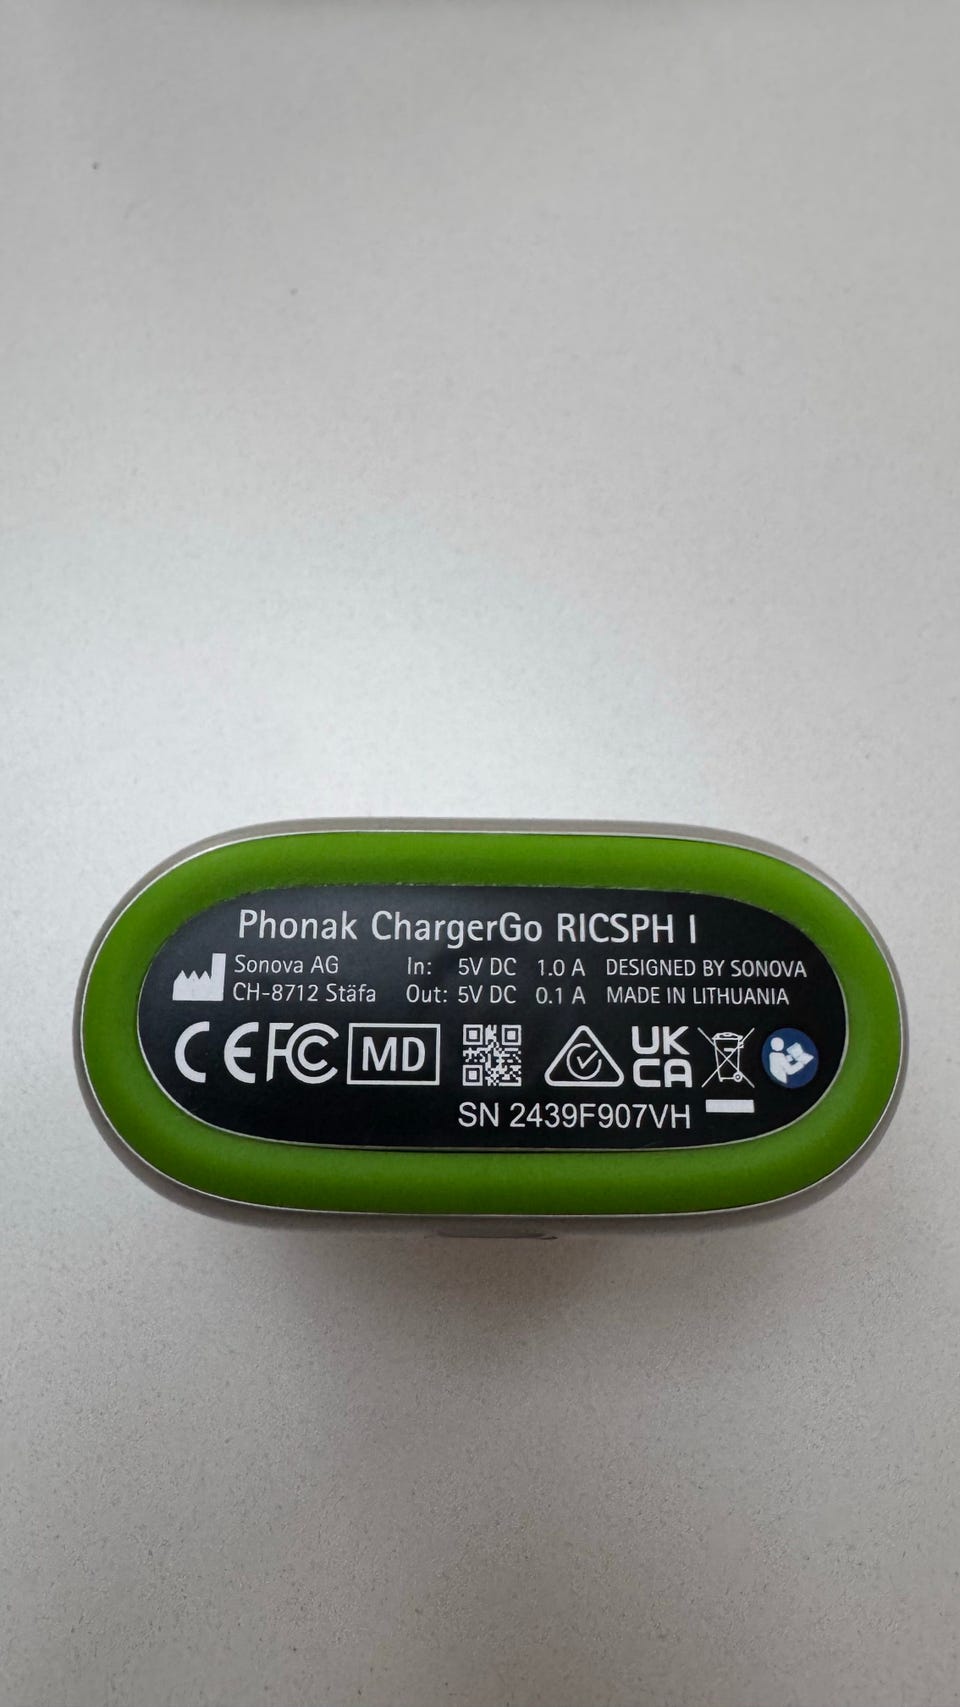 Phonak ChargerGo RICSPH I
Sonova AG In: 5V DC 1.0 A DESIGNED BY SONOVA
CH-8712 Stäfa Out: 5V DC 0.1 A MADE IN LITHUANIA
CE FC MD UK
CA
SN 2439F907VH